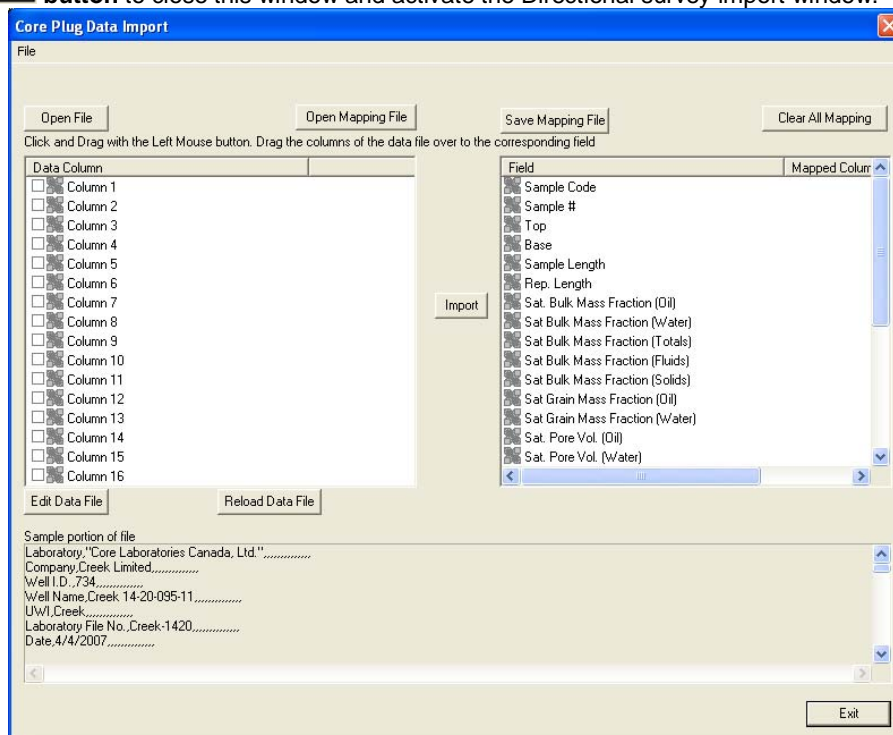 button to close this window and activate the Directional survey import window.
Core Plug Data Import
File
Open File
Open Mapping File
Save Mapping File
Clear All Mapping
Click and Drag with the Left Mouse button. Drag the columns of the data file over to the corresponding field
Data Column
Column 1
Column 2
Column 3
Column 4
Column 5
Column 6
Column 7
Column 8
Column 9
Column 10
Column 11
Column 12
Column 13
Column 14
Column 15
Column 16
Import
Field Mapped Colum
Sample Code
Sample #
Top
Base
Sample Length
Rep. Length
Sat. Bulk Mass Fraction (Oil)
Sat Bulk Mass Fraction (Water)
Sat Bulk Mass Fraction (Totals)
Sat Bulk Mass Fraction (Fluids)
Sat Bulk Mass Fraction (Solids)
Sat Grain Mass Fraction (Oil)
Sat Grain Mass Fraction (Water)
Sat. Pore Vol. (Oil)
Sat. Pore Vol. (Water)
Edit Data File
Reload Data File
Sample portion of file
Laboratory,"Core Laboratories Canada, Ltd.",,,,,,,,,,,,,,
Company,Creek Limited,,,,,,,,,,,,,,
Well I.D.,734,,,,,,,,,,,,,,
Well Name,Creek 14-20-095-11,,,,,,,,,,,,,,
UWI,Creek,,,,,,,,,,,,,,
Laboratory File No.,Creek-1420,,,,,,,,,,,,,,
Date,4/4/2007,,,,,,,,,,,,,,
Exit